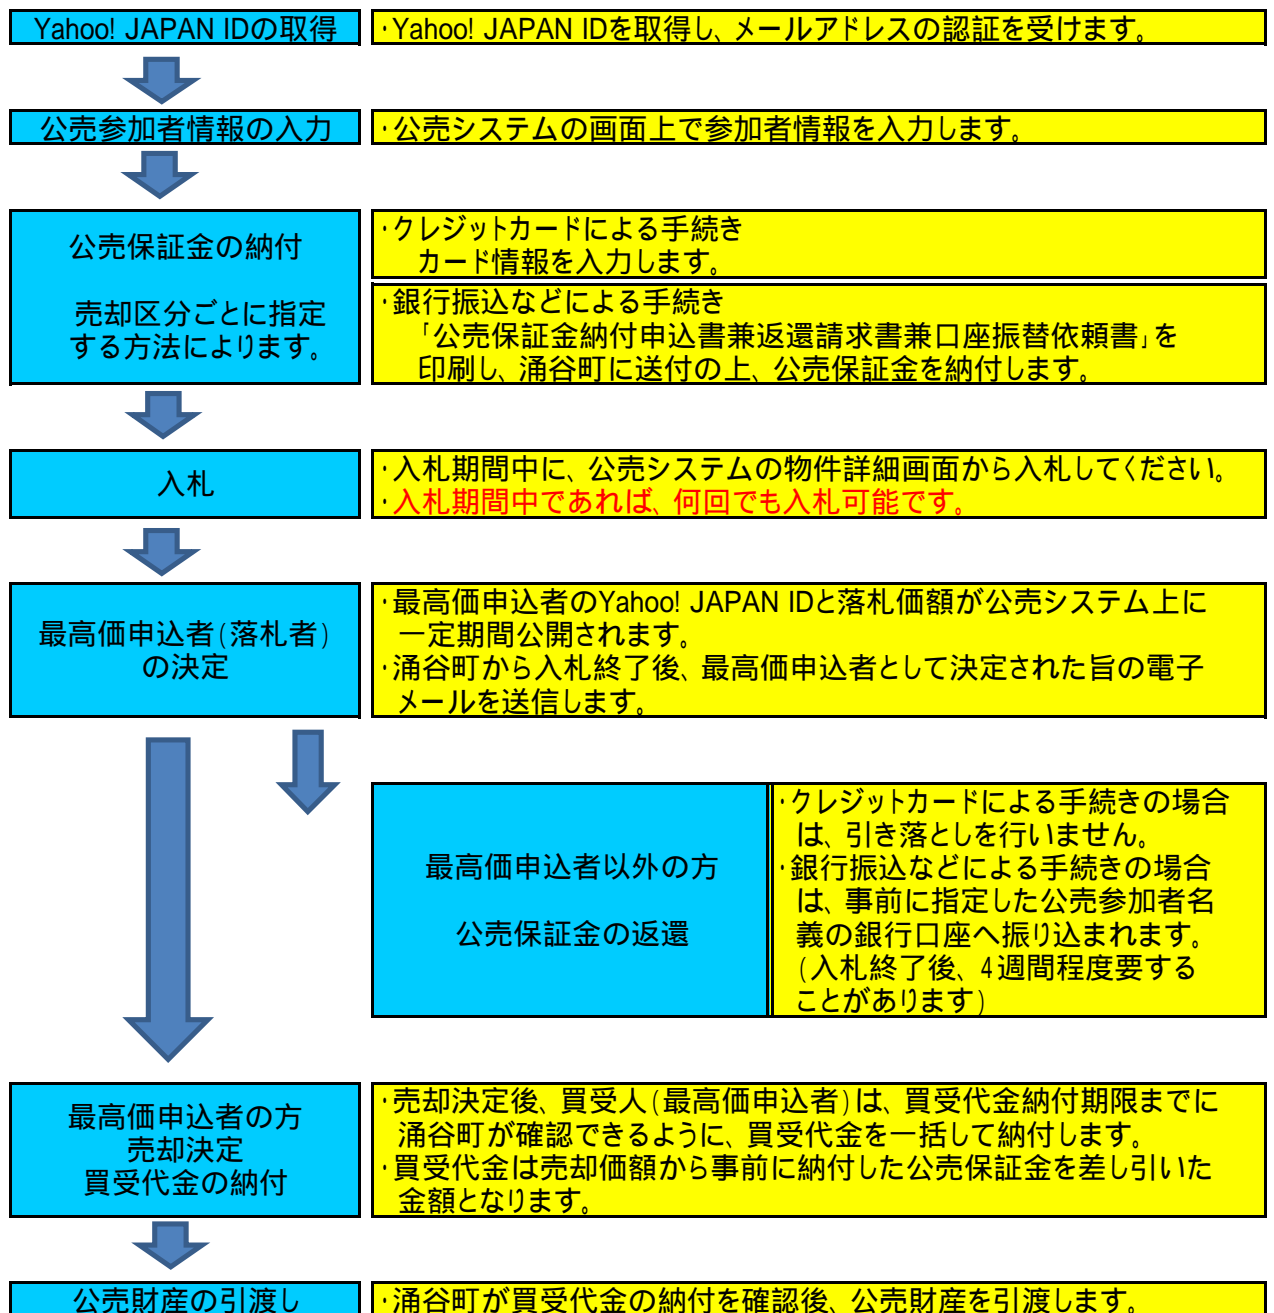 Yahoo! JAPAN IDの取得
・Yahoo! JAPAN IDを取得し、メールアドレスの認証を受けます。
公売参加者情報の入力
・公売システムの画面上で参加者情報を入力します。
公売保証金の納付
売却区分ごとに指定
する方法によります。
・クレジットカードによる手続き
カード情報を入力します。
・銀行振込などによる手続き
「公売保証金納付申込書兼返還請求書兼口座振替依頼書」を
印刷し、涌谷町に送付の上、公売保証金を納付します。
入札
・入札期間中に、公売システムの物件詳細画面から入札してください。
・入札期間中であれば、何回でも入札可能です。
最高価申込者(落札者)
の決定
・最高価申込者のYahoo! JAPAN IDと落札価額が公売システム上に
一定期間公開されます。
・涌谷町から入札終了後、最高価申込者として決定された旨の電子
メールを送信します。
最高価申込者以外の方
公売保証金の返還
・クレジットカードによる手続きの場合
は、引き落としを行いません。
・銀行振込などによる手続きの場合
は、事前に指定した公売参加者名
義の銀行口座へ振り込まれます。
(入札終了後、4週間程度要する
ことがあります)
最高価申込者の方
売却決定
買受代金の納付
・売却決定後、買受人(最高価申込者)は、買受代金納付期限までに
涌谷町が確認できるように、買受代金を一括して納付します。
・買受代金は売却価額から事前に納付した公売保証金を差し引いた
金額となります。
公売財産の引渡し
・涌谷町が買受代金の納付を確認後、公売財産を引渡します。